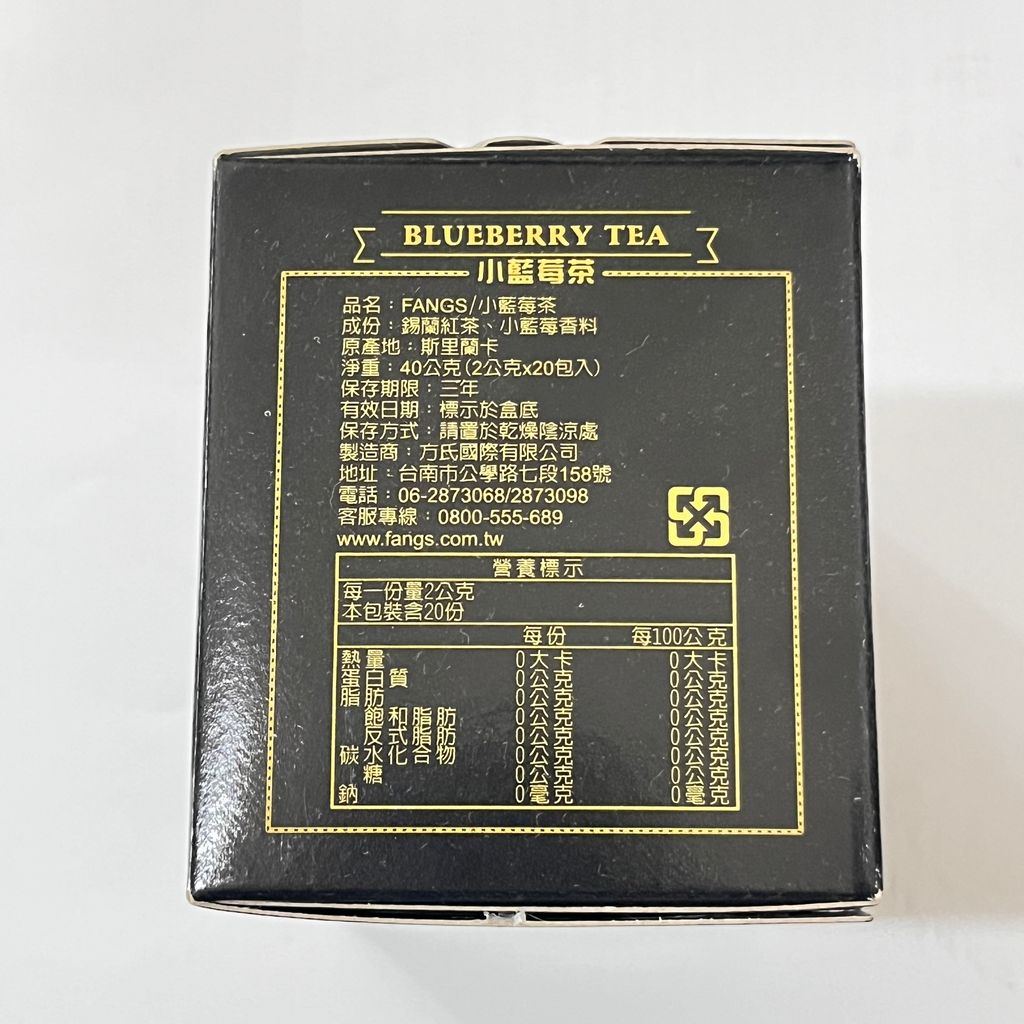 BLUEBERRY TEA
小藍莓茶
品名：FANGS/小藍莓茶
成份：錫蘭紅茶、小藍莓香料
原產地：斯里蘭卡
淨重：40公克(2公克x20包入)
保存期限：三年
有效日期：標示於盒底
保存方式：請置於乾燥陰涼處
製造商：方氏國際有限公司
地址：台南市公學路七段158號
電話：06-2873068/2873098
客服專線：0800-555-689
www.fangs.com.tw
營養標示
每一份量2公克
本包裝含20份
每份 每100公克
熱量 0大卡 0大卡
蛋白質 0公克 0公克
脂肪 0公克 0公克
飽和脂肪 0公克 0公克
反式脂肪 0公克 0公克
碳水化合物 0公克 0公克
糖 0公克 0公克
鈉 0毫克 0毫克